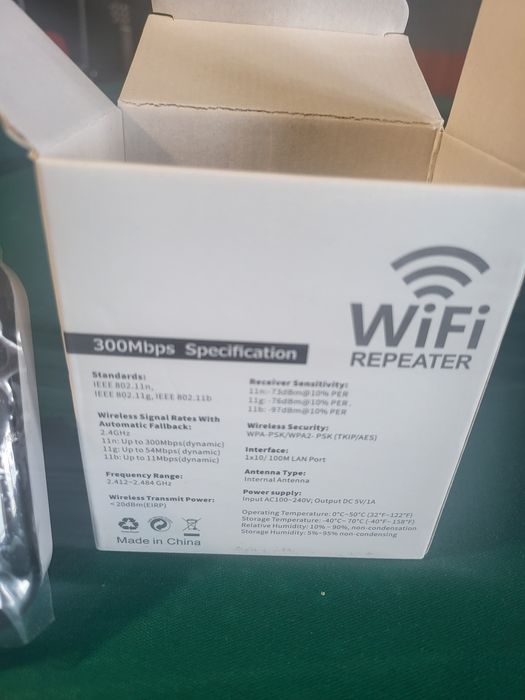 WiFi
REPEATER
300Mbps Specification
Standards:
IEEE 802.11n,
IEEE 802.11g, IEEE 802.11b
Wireless Signal Rates With
Automatic Fallback:
2.4GHz
11n: Up to 300Mbps(dynamic)
11g: Up to 54Mbps( dynamic)
11b: Up to 11Mbps(dynamic)
Frequency Range:
2.412~2.484 GHz
Wireless Transmit Power:
<20dBm(EIRP)
Made in China
Receiver Sensitivity:
11n: -73dBm@10% PER
11g: -76dBm@10% PER
11b: -97dBm@10% PER
Wireless Security:
WPA-PSK/WPA2- PSK (TKIP/AES)
Interface:
1x10/ 100M LAN Port
Antenna Type:
Internal Antenna
Power supply:
Input AC100~240V; Output DC 5V/1A
Operating Temperature: 0°C~50°C (32°F~122°F)
Storage Temperature: -40°C~70°C (-40°F~ 158°F)
Relative Humidity: 10% ~ 90%, non-condensation
Storage Humidity: 5%~95% non-condensing